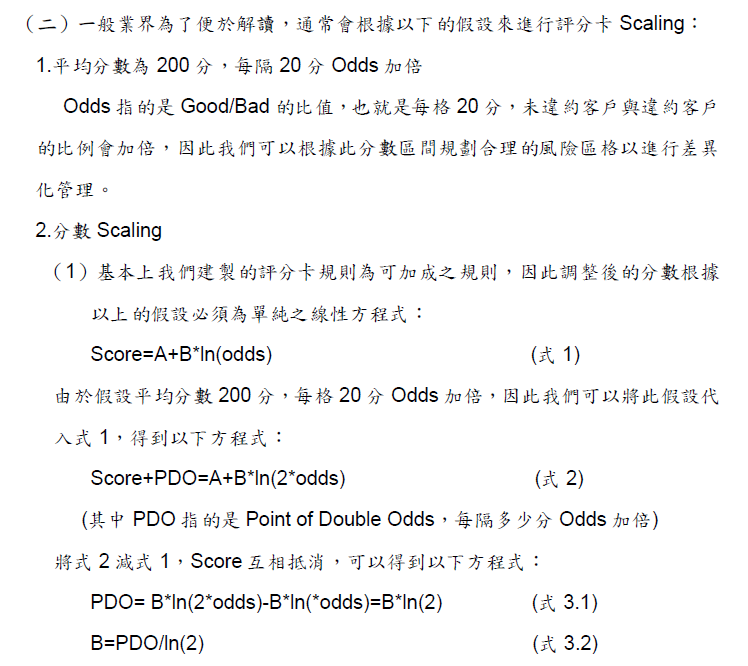 （二）一般業界為了便於解讀，通常會根據以下的假設來進行評分卡 Scaling：
1.平均分數為 200 分，每隔 20 分 Odds 加倍
Odds 指的是 Good/Bad 的比值，也就是每格 20 分，未違約客戶與違約客戶
的比例會加倍，因此我們可以根據此分數區間規劃合理的風險區格以進行差異
化管理。
2.分數 Scaling
（1）基本上我們建製的評分卡規則為可加成之規則，因此調整後的分數根據
以上的假設必須為單純之線性方程式：
Score=A+B*ln(odds) (式 1)
由於假設平均分數 200 分，每格 20 分 Odds 加倍，因此我們可以將此假設代
入式 1，得到以下方程式：
Score+PDO=A+B*ln(2*odds) (式 2)
(其中 PDO 指的是 Point of Double Odds，每隔多少分 Odds 加倍)
將式 2 減式 1，Score 互相抵消，可以得到以下方程式：
PDO= B*ln(2*odds)-B*ln(*odds)=B*ln(2) (式 3.1)
B=PDO/ln(2) (式 3.2)